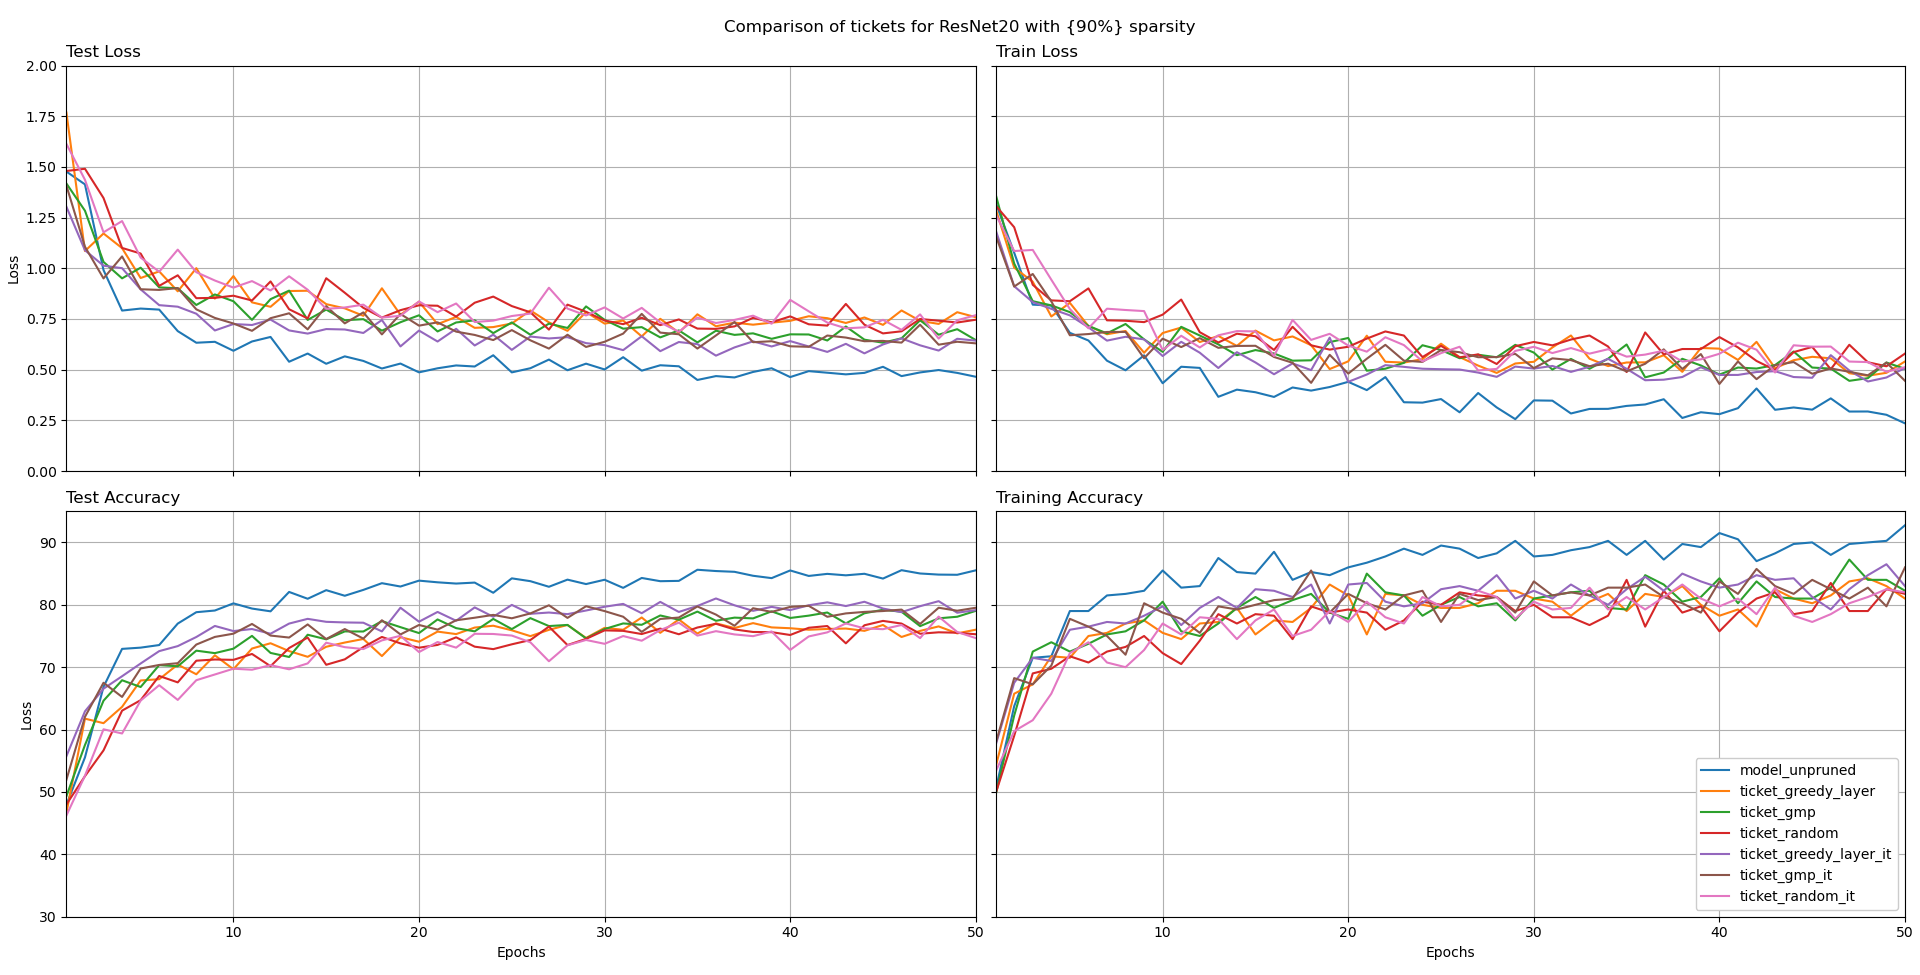 Comparison of tickets for ResNet20 with {90%} sparsity
Test Loss
Train Loss
2.00
1.75
1.50
1.25
1.00
0.75
0.50
0.25
0.00
Loss
Test Accuracy
Training Accuracy
90
80
70
60
50
40
30
Loss
10
20
30
40
50
Epochs
10
20
30
40
50
Epochs
model_unpruned
ticket_greedy_layer
ticket_gmp
ticket_random
ticket_greedy_layer_it
ticket_gmp_it
ticket_random_it